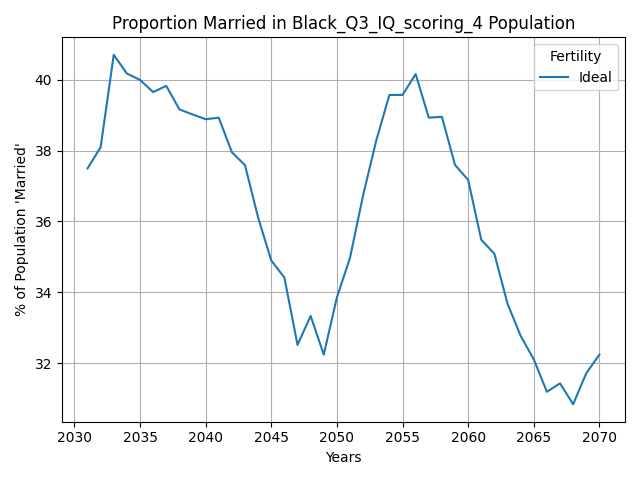 Proportion Married in Black_Q3_IQ_scoring_4 Population
Fertility
Ideal
% of Population 'Married'
40
38
36
34
32
2030 2035 2040 2045 2050 2055 2060 2065 2070
Years